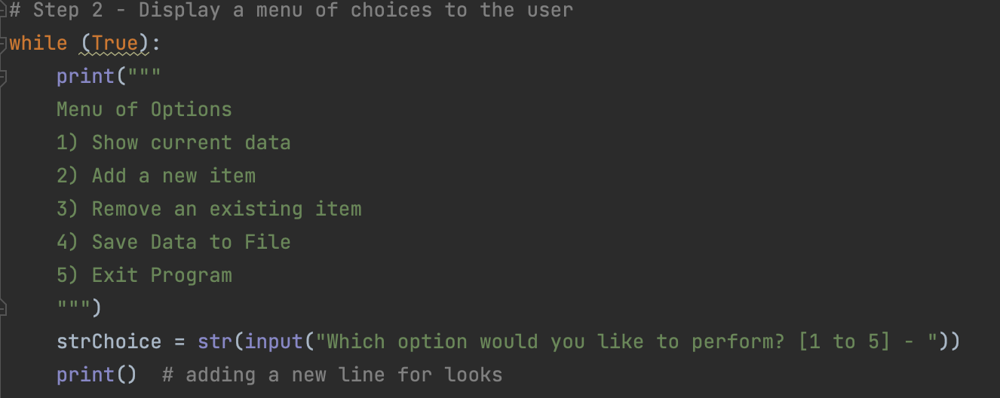 # Step 2 - Display a menu of choices to the user
while (True):
    print("""
    Menu of Options
    1) Show current data
    2) Add a new item
    3) Remove an existing item
    4) Save Data to File
    5) Exit Program
    """)
    strChoice = str(input("Which option would you like to perform? [1 to 5] - "))
    print()  # adding a new line for looks